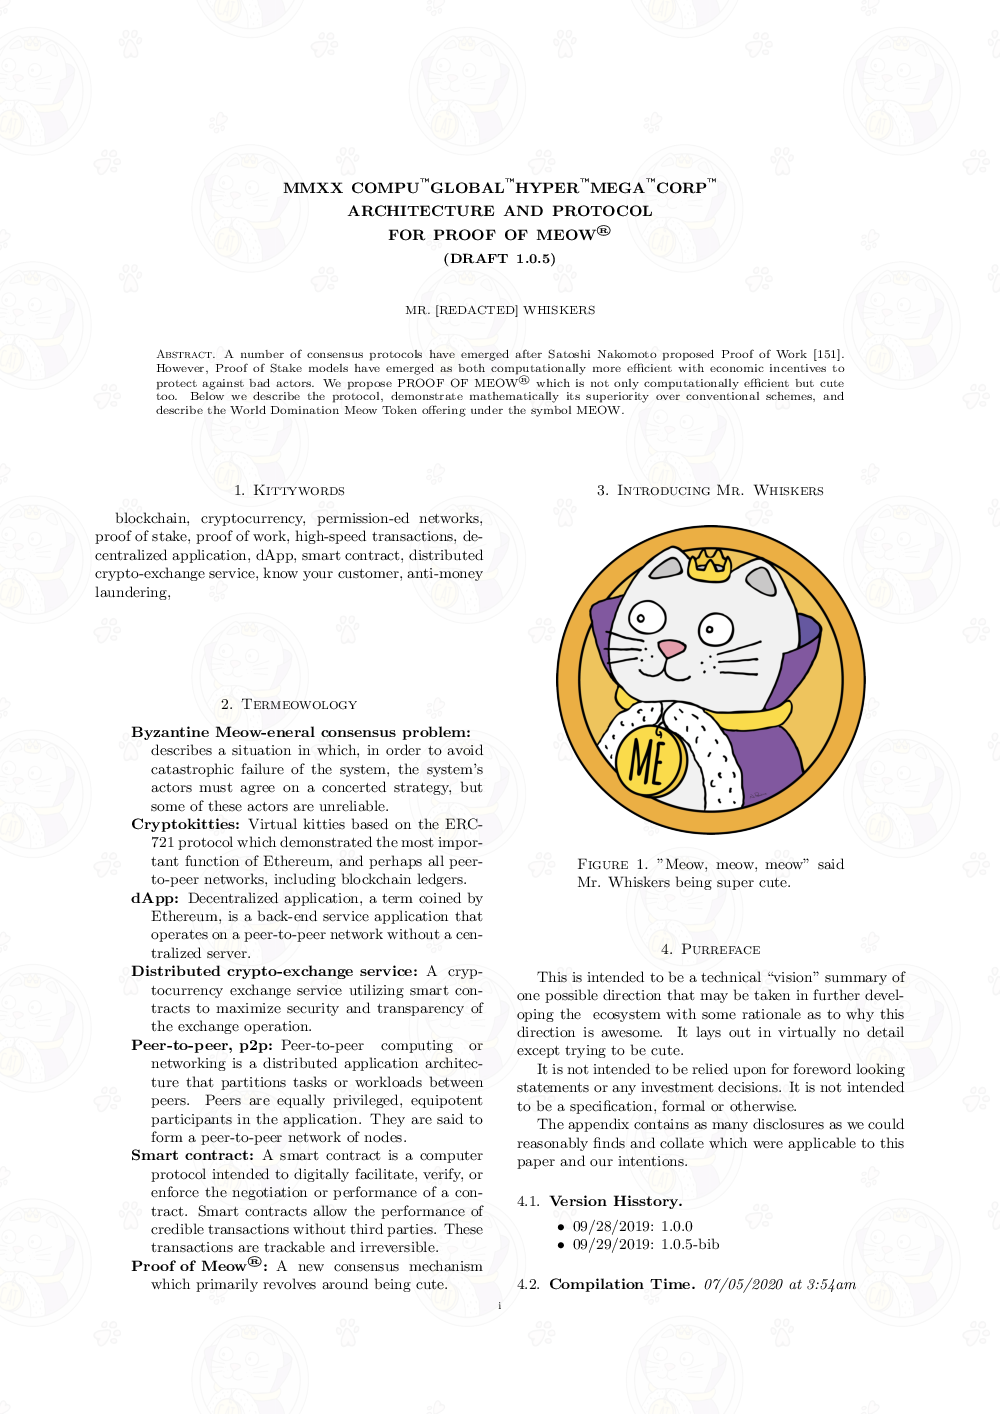 MMXX COMPU™GLOBAL™HYPER™MEGA™CORP™
ARCHITECTURE AND PROTOCOL
FOR PROOF OF MEOW®
(DRAFT 1.0.5)
MR. [REDACTED] WHISKERS
Abstract. A number of consensus protocols have emerged after Satoshi Nakomoto proposed Proof of Work [151].
However, Proof of Stake models have emerged as both computationally more efficient with economic incentives to
protect against bad actors. We propose PROOF OF MEOW® which is not only computationally efficient but cute
too. Below we describe the protocol, demonstrate mathematically its superiority over conventional schemes, and
describe the World Domination Meow Token offering under the symbol MEOW.
1. Kittywords
blockchain, cryptocurrency, permission-ed networks,
proof of stake, proof of work, high-speed transactions, de-
centralized application, dApp, smart contract, distributed
crypto-exchange service, know your customer, anti-money
laundering,
2. Termeowology
Byzantine Meow-eneral consensus problem:
describes a situation in which, in order to avoid
catastrophic failure of the system, the system's
actors must agree on a concerted strategy, but
some of these actors are unreliable.
Cryptokitties: Virtual kitties based on the ERC-
721 protocol which demonstrated the most impor-
tant function of Ethereum, and perhaps all peer-
to-peer networks, including blockchain ledgers.
dApp: Decentralized application, a term coined by
Ethereum, is a back-end service application that
operates on a peer-to-peer network without a cen-
tralized server.
Distributed crypto-exchange service: A cryp-
tocurrency exchange service utilizing smart con-
tracts to maximize security and transparency of
the exchange operation.
Peer-to-peer, p2p: Peer-to-peer computing or
networking is a distributed application architec-
ture that partitions tasks or workloads between
peers. Peers are equally privileged, equipotent
participants in the application. They are said to
form a peer-to-peer network of nodes.
Smart contract: A smart contract is a computer
protocol intended to digitally facilitate, verify, or
enforce the negotiation or performance of a con-
tract. Smart contracts allow the performance of
credible transactions without third parties. These
transactions are trackable and irreversible.
Proof of Meow®: A new consensus mechanism
which primarily revolves around being cute.
3. Introducing Mr. Whiskers
ME
Figure 1. "Meow, meow, meow" said
Mr. Whiskers being super cute.
4. Purreface
This is intended to be a technical “vision” summary of
one possible direction that may be taken in further devel-
oping the ecosystem with some rationale as to why this
direction is awesome. It lays out in virtually no detail
except trying to be cute.
It is not intended to be relied upon for foreword looking
statements or any investment decisions. It is not intended
to be a specification, formal or otherwise.
The appendix contains as many disclosures as we could
reasonably finds and collate which were applicable to this
paper and our intentions.
4.1. Version Hisstory.
• 09/28/2019: 1.0.0
• 09/29/2019: 1.0.5-bib
4.2. Compilation Time. 07/05/2020 at 3:54am
i